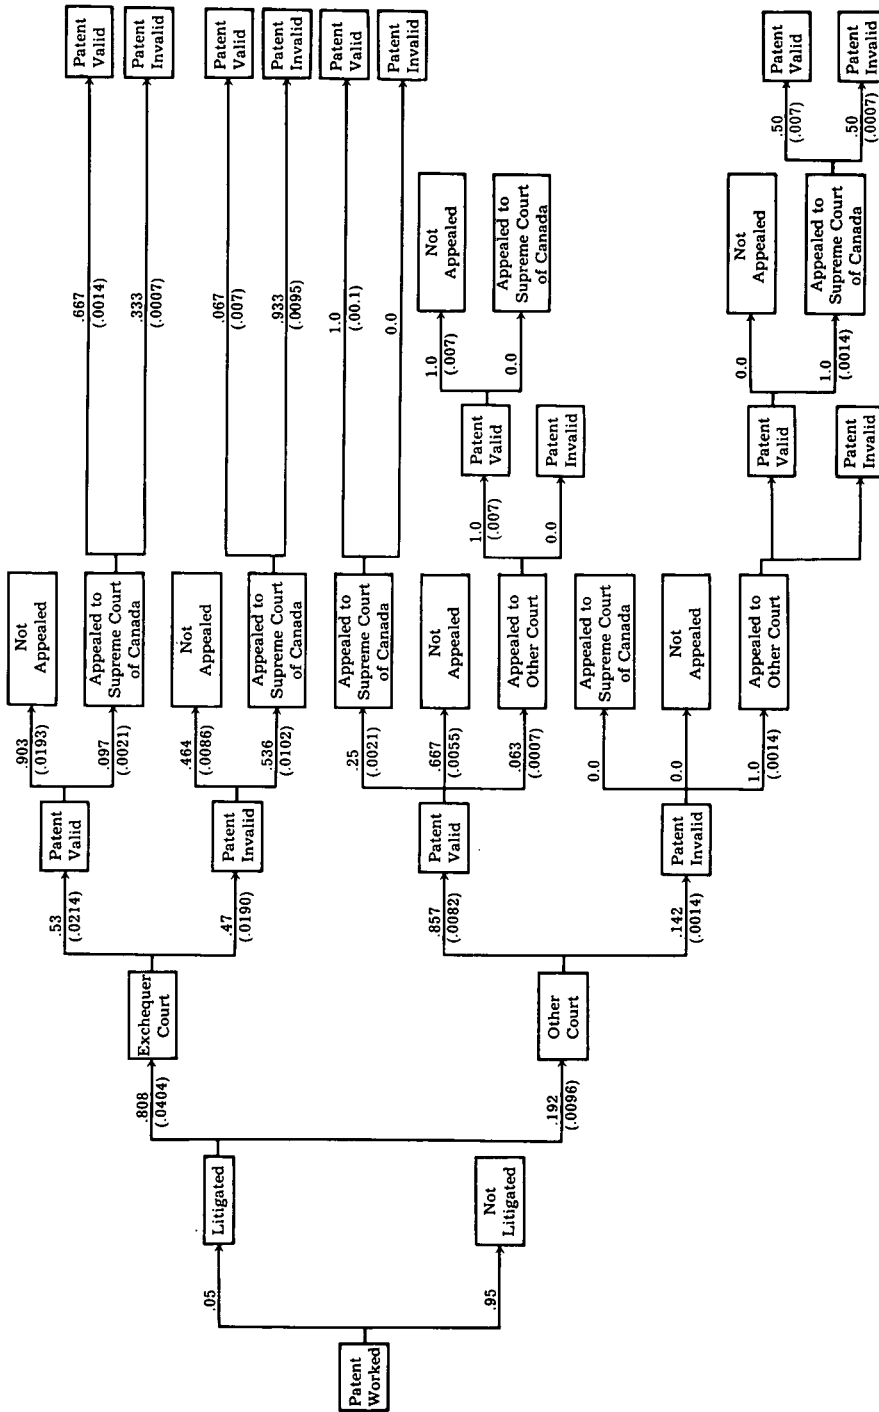 Patent
Worked
.05
.95
Litigated
Not
Litigated
.808
(.0404)
.192
(.0096)
Exchequer
Court
Other
Court
.53
(.0214)
.47
(.0190)
.857
(.0082)
.142
(.0014)
Patent
Valid
Patent
Invalid
Patent
Valid
Patent
Invalid
.903
(.0193)
.097
(.0021)
.464
(.0086)
.536
(.0102)
.25
(.0021)
.667
(.0055)
.063
(.0007)
0.0
0.0
1.0
(.0014)
Not
Appealed
Appealed to
Supreme Court
of Canada
Not
Appealed
Appealed to
Supreme Court
of Canada
Appealed to
Supreme Court
of Canada
Not
Appealed
Appealed to
Other Court
Appealed to
Supreme Court
of Canada
Not
Appealed
Appealed to
Other Court
1.0
(.007)
0.0
Patent
Valid
Patent
Invalid
Patent
Valid
Patent
Invalid
1.0
(.007)
0.0
0.0
1.0
(.0014)
Not
Appealed
Appealed to
Supreme Court
of Canada
Not
Appealed
Appealed to
Supreme Court
of Canada
.667
(.0014)
.333
(.0007)
.067
(.007)
.933
(.0095)
1.0
(.00.1)
0.0
.50
(.007)
.50
(.0007)
Patent
Valid
Patent
Invalid
Patent
Valid
Patent
Invalid
Patent
Valid
Patent
Invalid
Patent
Valid
Patent
Invalid